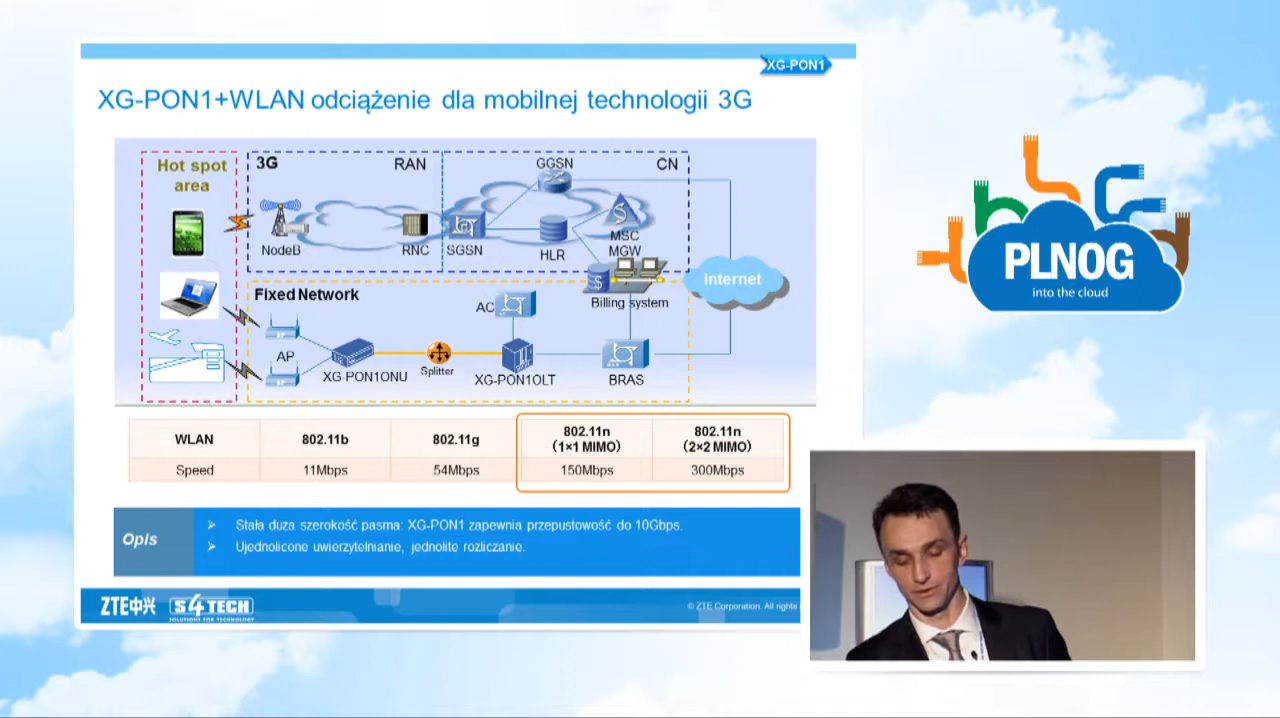 XG-PON1
XG-PON1+WLAN odciążenie dla mobilnej technologii 3G
Hot spot
area
3G
RAN
GGSN
CN
NodeB
RNC
SGSN
HLR
MSC
MGW
Internet
Fixed Network
Billing system
AC
AP
XG-PON1ONU
Splitter
XG-PON1OLT
BRAS
WLAN
802.11b
802.11g
802.11n
(1×1 MIMO)
802.11n
(2×2 MIMO)
Speed
11Mbps
54Mbps
150Mbps
300Mbps
Opis
Stała duża szerokość pasma: XG-PON1 zapewnia przepustowość do 10Gbps.
Ujednolicone uwierzytelnianie, jednolite rozliczanie.
ZTE中兴
S4TECH
SOLUTIONS FOR TECHNOLOGY
© ZTE Corporation. All rights
PLNOG
into the cloud